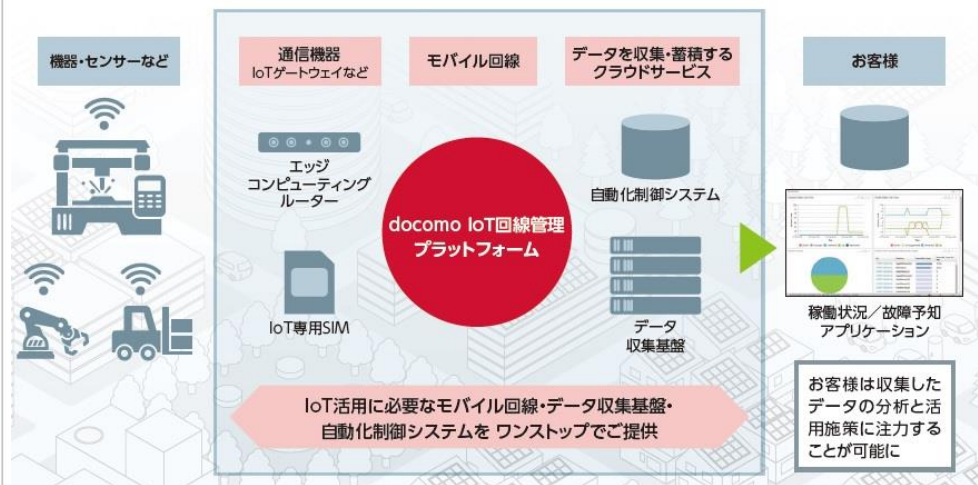 機器・センサーなど
通信機器
IoTゲートウェイなど
モバイル回線
データを収集・蓄積する
クラウドサービス
お客様
エッジ
コンピューティング
ルーター
IoT専用SIM
docomo IoT回線管理
プラットフォーム
自動化制御システム
データ
収集基盤
稼働状況／故障予知
アプリケーション
IoT活用に必要なモバイル回線・データ収集基盤・
自動化制御システムを ワンストップでご提供
お客様は収集した
データの分析と活
用施策に注力する
ことが可能に